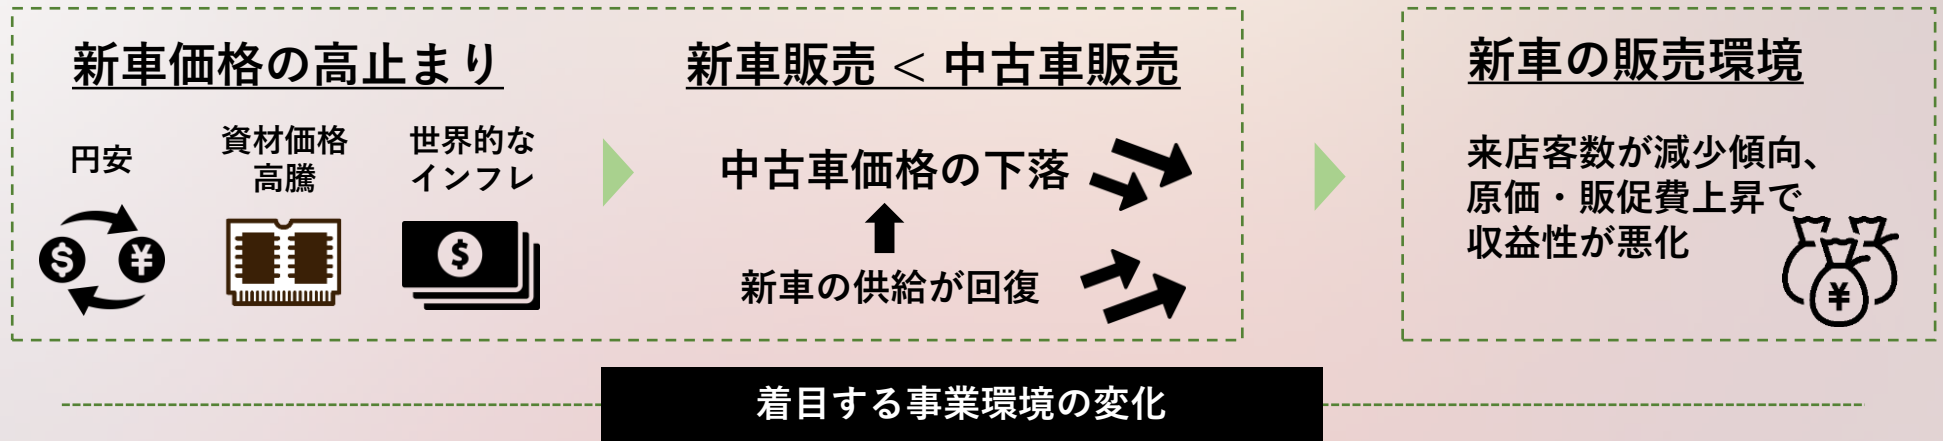 新車価格の高止まり
円安
資材価格
高騰
世界的な
インフレ
$
¥
$
新車販売 < 中古車販売
中古車価格の下落
新車の供給が回復
新車の販売環境
来店客数が減少傾向、
原価・販促費上昇で
収益性が悪化
¥
着目する事業環境の変化